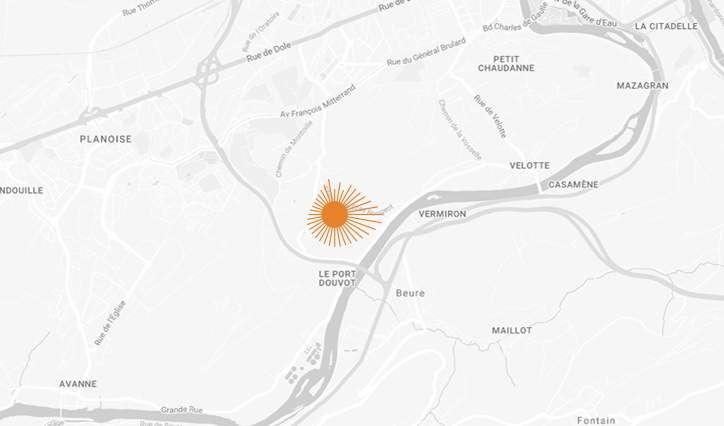 Rue Thom
Rue de l'Oratoire
Rue de
Bd Charles de Gaulle
de la Gare d'Eau
LA CITADELLE
Rue de Dole
Rue du Général Brulard
PETIT
CHAUDANNE
MAZAGRAN
Av François Mitterrand
Rue de Velotte
Chemin de la Vosselle
Chemin de Montoille
PLANOISE
VELOTTE
CASAMÈNE
NDOUILLE
VERMIRON
LE PORT
DOUVOT
Beure
Rue de l'Église
MAILLOT
AVANNE
Grande Rue
Fontain